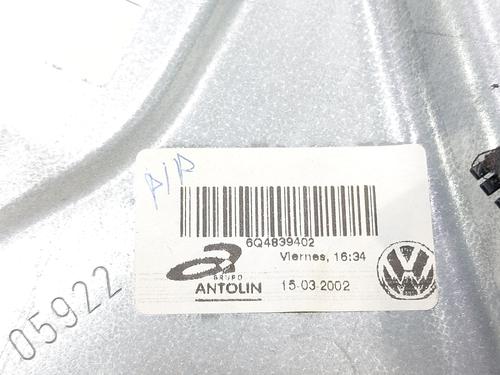 P/P
6Q4839402
Viernes, 16:34
GRUPO
ANTOLIN
15-03-2002
05922